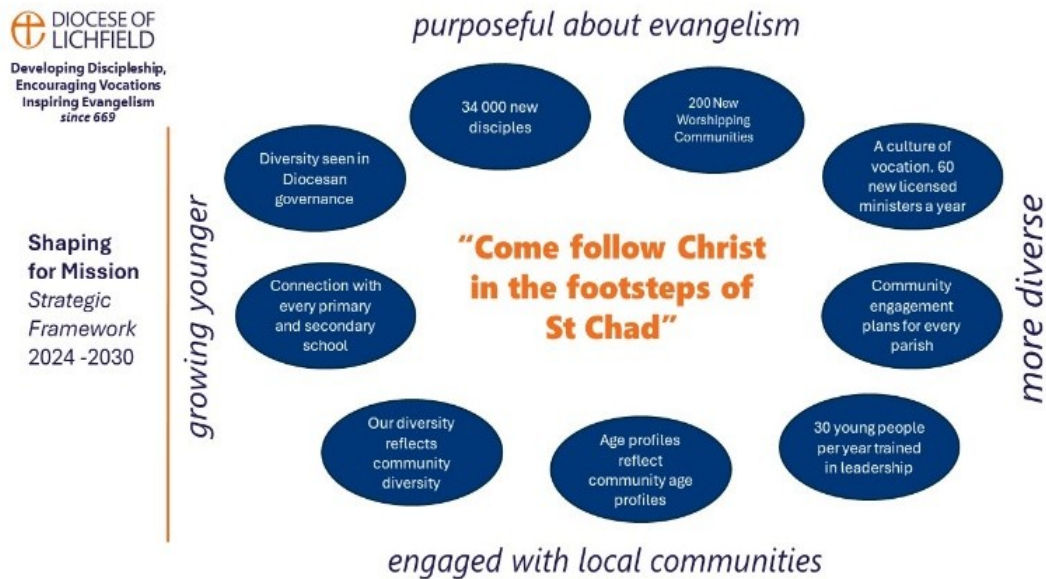 DIOCESE OF
LICHFIELD
Developing Discipleship,
Encouraging Vocations
Inspiring Evangelism
since 669
Shaping
for Mission
Strategic
Framework
2024 -2030
purposeful about evangelism
growing younger
more diverse
engaged with local communities
34 000 new
disciples
200 New
Worshipping
Communities
A culture of
vocation. 60
new licensed
ministers a year
Community
engagement
plans for every
parish
30 young people
per year trained
in leadership
Age profiles
reflect
community age
profiles
Our diversity
reflects
community
diversity
Connection with
every primary
and secondary
school
Diversity seen in
Diocesan
governance
"Come follow Christ
in the footsteps of
St Chad"